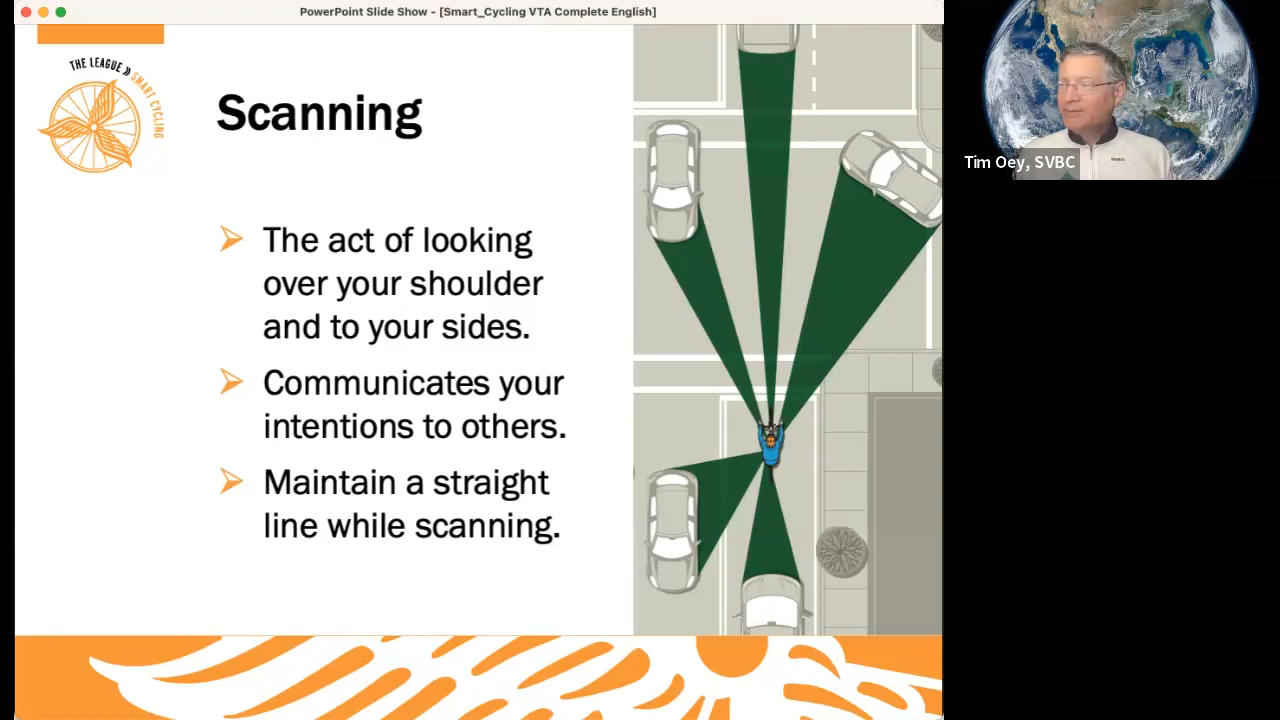 PowerPoint Slide Show - [Smart_Cycling VTA Complete English]
THE LEAGUE
SMART CYCLING
Scanning
The act of looking
over your shoulder
and to your sides.
Communicates your
intentions to others.
Maintain a straight
line while scanning.
Tim Oey, SVBC